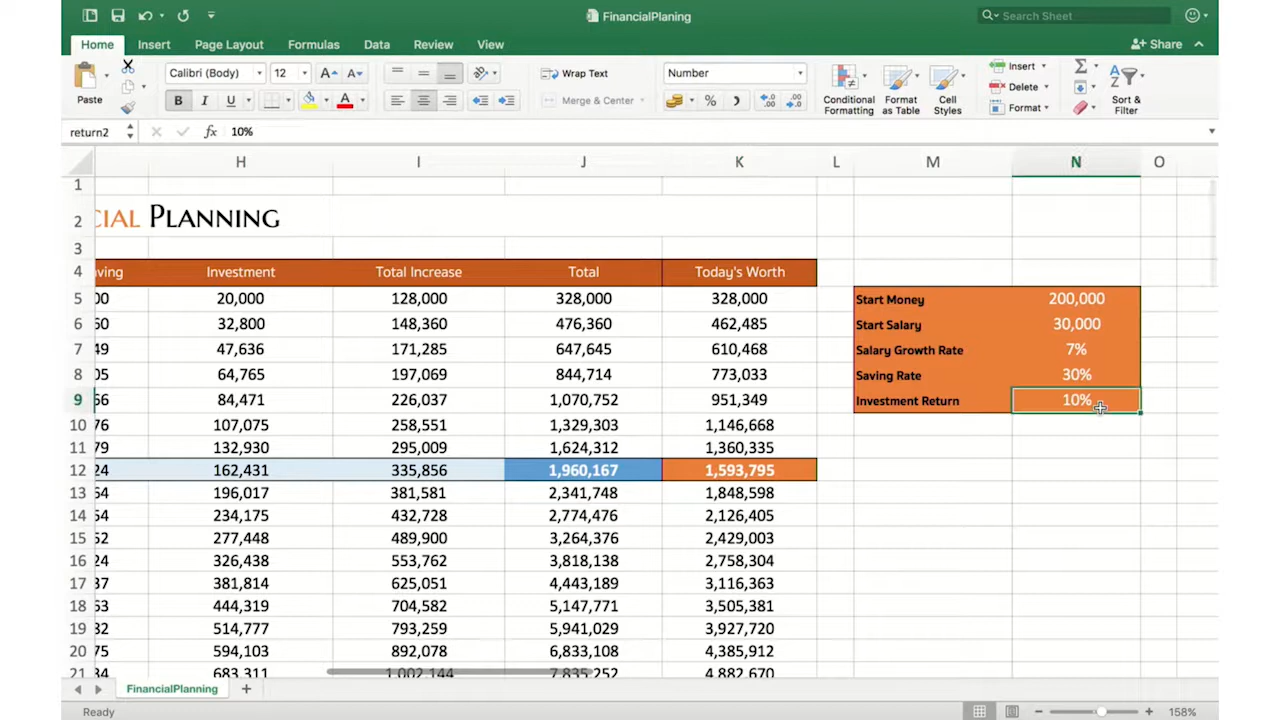 FinancialPlaning
Search Sheet
Home Insert Page Layout Formulas Data Review View
Share
Paste
Calibri (Body) 12
Wrap Text
Number
Conditional Formatting
Format as Table
Cell Styles
Insert
Delete
Format
Sort & Filter
B I U
Merge & Center
return2 fx 10%
H I J K L M N O
1
2 CIAL PLANNING
3
4 aving Investment Total Increase Total Today's Worth
5 00 20,000 128,000 328,000 328,000 Start Money 200,000
6 60 32,800 148,360 476,360 462,485 Start Salary 30,000
7 49 47,636 171,285 647,645 610,468 Salary Growth Rate 7%
8 05 64,765 197,069 844,714 773,033 Saving Rate 30%
9 66 84,471 226,037 1,070,752 951,349 Investment Return 10%
10 76 107,075 258,551 1,329,303 1,146,668
11 79 132,930 295,009 1,624,312 1,360,335
12 24 162,431 335,856 1,960,167 1,593,795
13 64 196,017 381,581 2,341,748 1,848,598
14 54 234,175 432,728 2,774,476 2,126,405
15 52 277,448 489,900 3,264,376 2,429,003
16 24 326,438 553,762 3,818,138 2,758,304
17 37 381,814 625,051 4,443,189 3,116,363
18 63 444,319 704,582 5,147,771 3,505,381
19 82 514,777 793,259 5,941,029 3,927,720
20 75 594,103 892,078 6,833,108 4,385,912
21 34 683,311 1,002,144 7,835,252 4,882,670
FinancialPlanning
Ready 158%